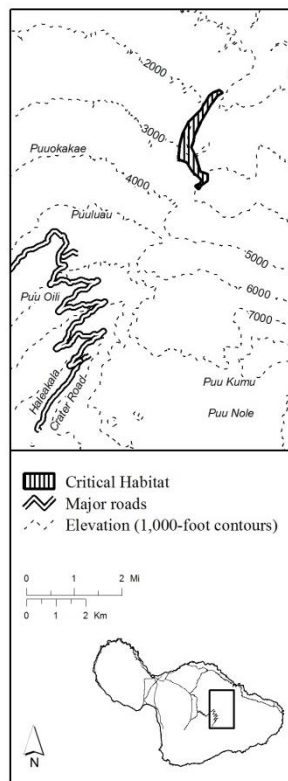 2000
3000
Puuokakae
4000
Puuluau
5000
Puu Oili
6000
7000
Haleakala
Crater Road
Puu Kumu
Puu Nole
Critical Habitat
Major roads
Elevation (1,000-foot contours)
0 1 2 Mi
0 1 2 Km
N